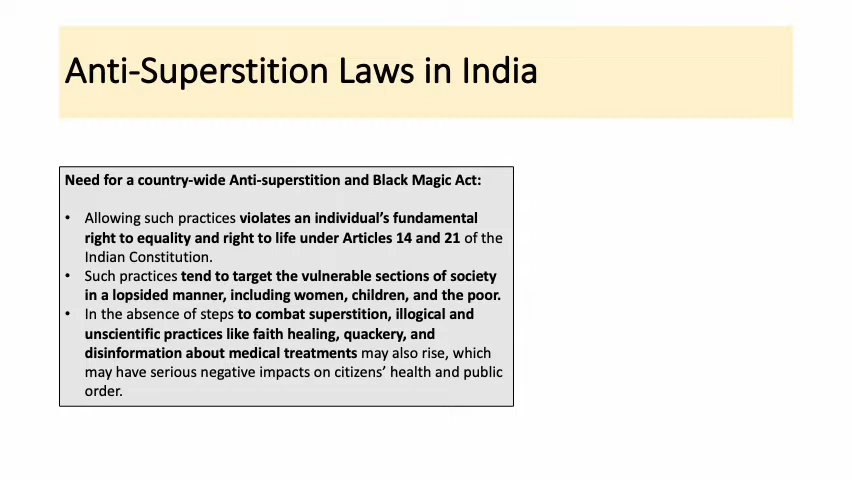 Anti-Superstition Laws in India
Need for a country-wide Anti-superstition and Black Magic Act:
• Allowing such practices violates an individual’s fundamental
right to equality and right to life under Articles 14 and 21 of the
Indian Constitution.
• Such practices tend to target the vulnerable sections of society
in a lopsided manner, including women, children, and the poor.
• In the absence of steps to combat superstition, illogical and
unscientific practices like faith healing, quackery, and
disinformation about medical treatments may also rise, which
may have serious negative impacts on citizens’ health and public
order.